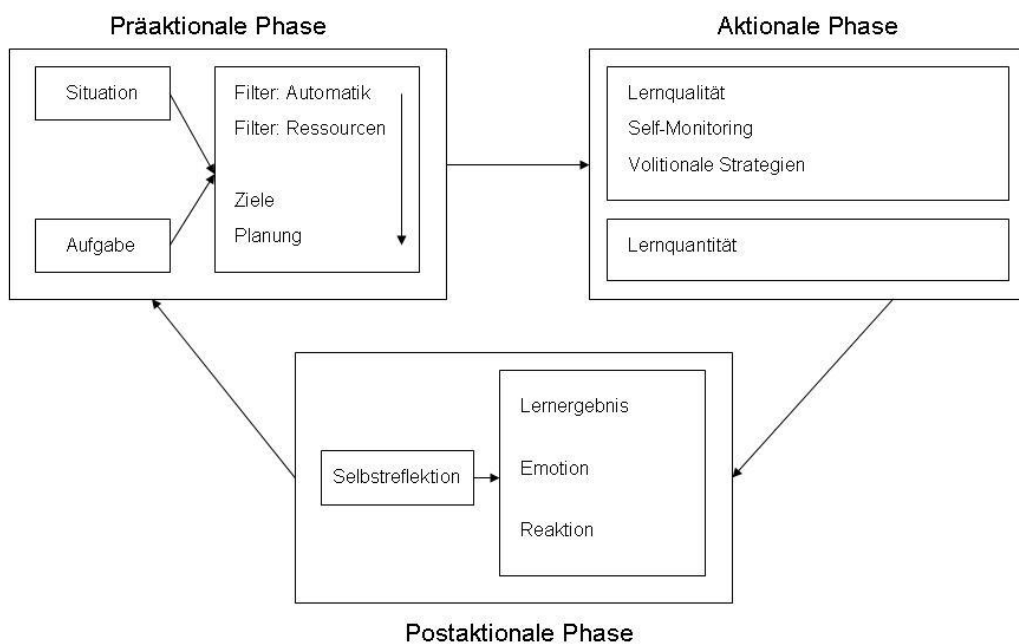 Präaktionale Phase
Situation
Aufgabe
Filter: Automatik
Filter: Ressourcen
Ziele
Planung
Aktionale Phase
Lernqualität
Self-Monitoring
Volitionale Strategien
Lernquantität
Selbstreflektion
Lernergebnis
Emotion
Reaktion
Postaktionale Phase